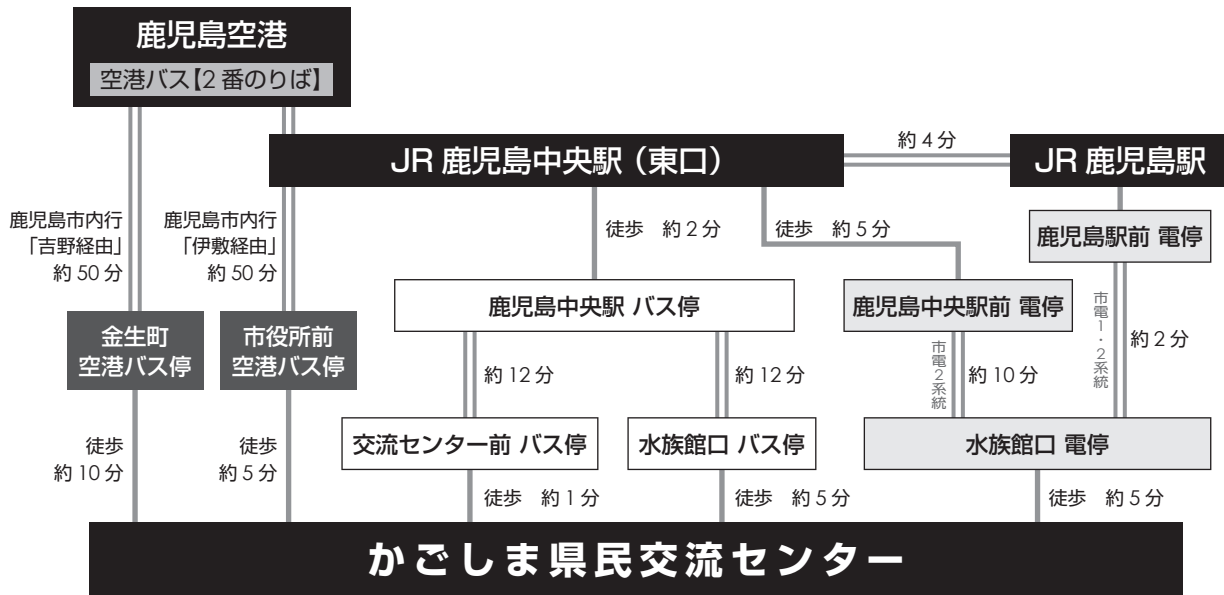 鹿児島空港
空港バス【2番のりば】
JR 鹿児島中央駅（東口）
約4分
JR 鹿児島駅
鹿児島市内行
「吉野経由」
約50分
鹿児島市内行
「伊敷経由」
約50分
徒歩 約2分
徒歩 約5分
鹿児島駅前 電停
鹿児島中央駅 バス停
鹿児島中央駅前 電停
市電1・2系統
約2分
金生町
空港バス停
市役所前
空港バス停
約12分
約12分
市電2系統
約10分
交流センター前 バス停
水族館口 バス停
水族館口 電停
徒歩
約10分
徒歩
約5分
徒歩 約1分
徒歩 約5分
徒歩 約5分
かごしま県民交流センター